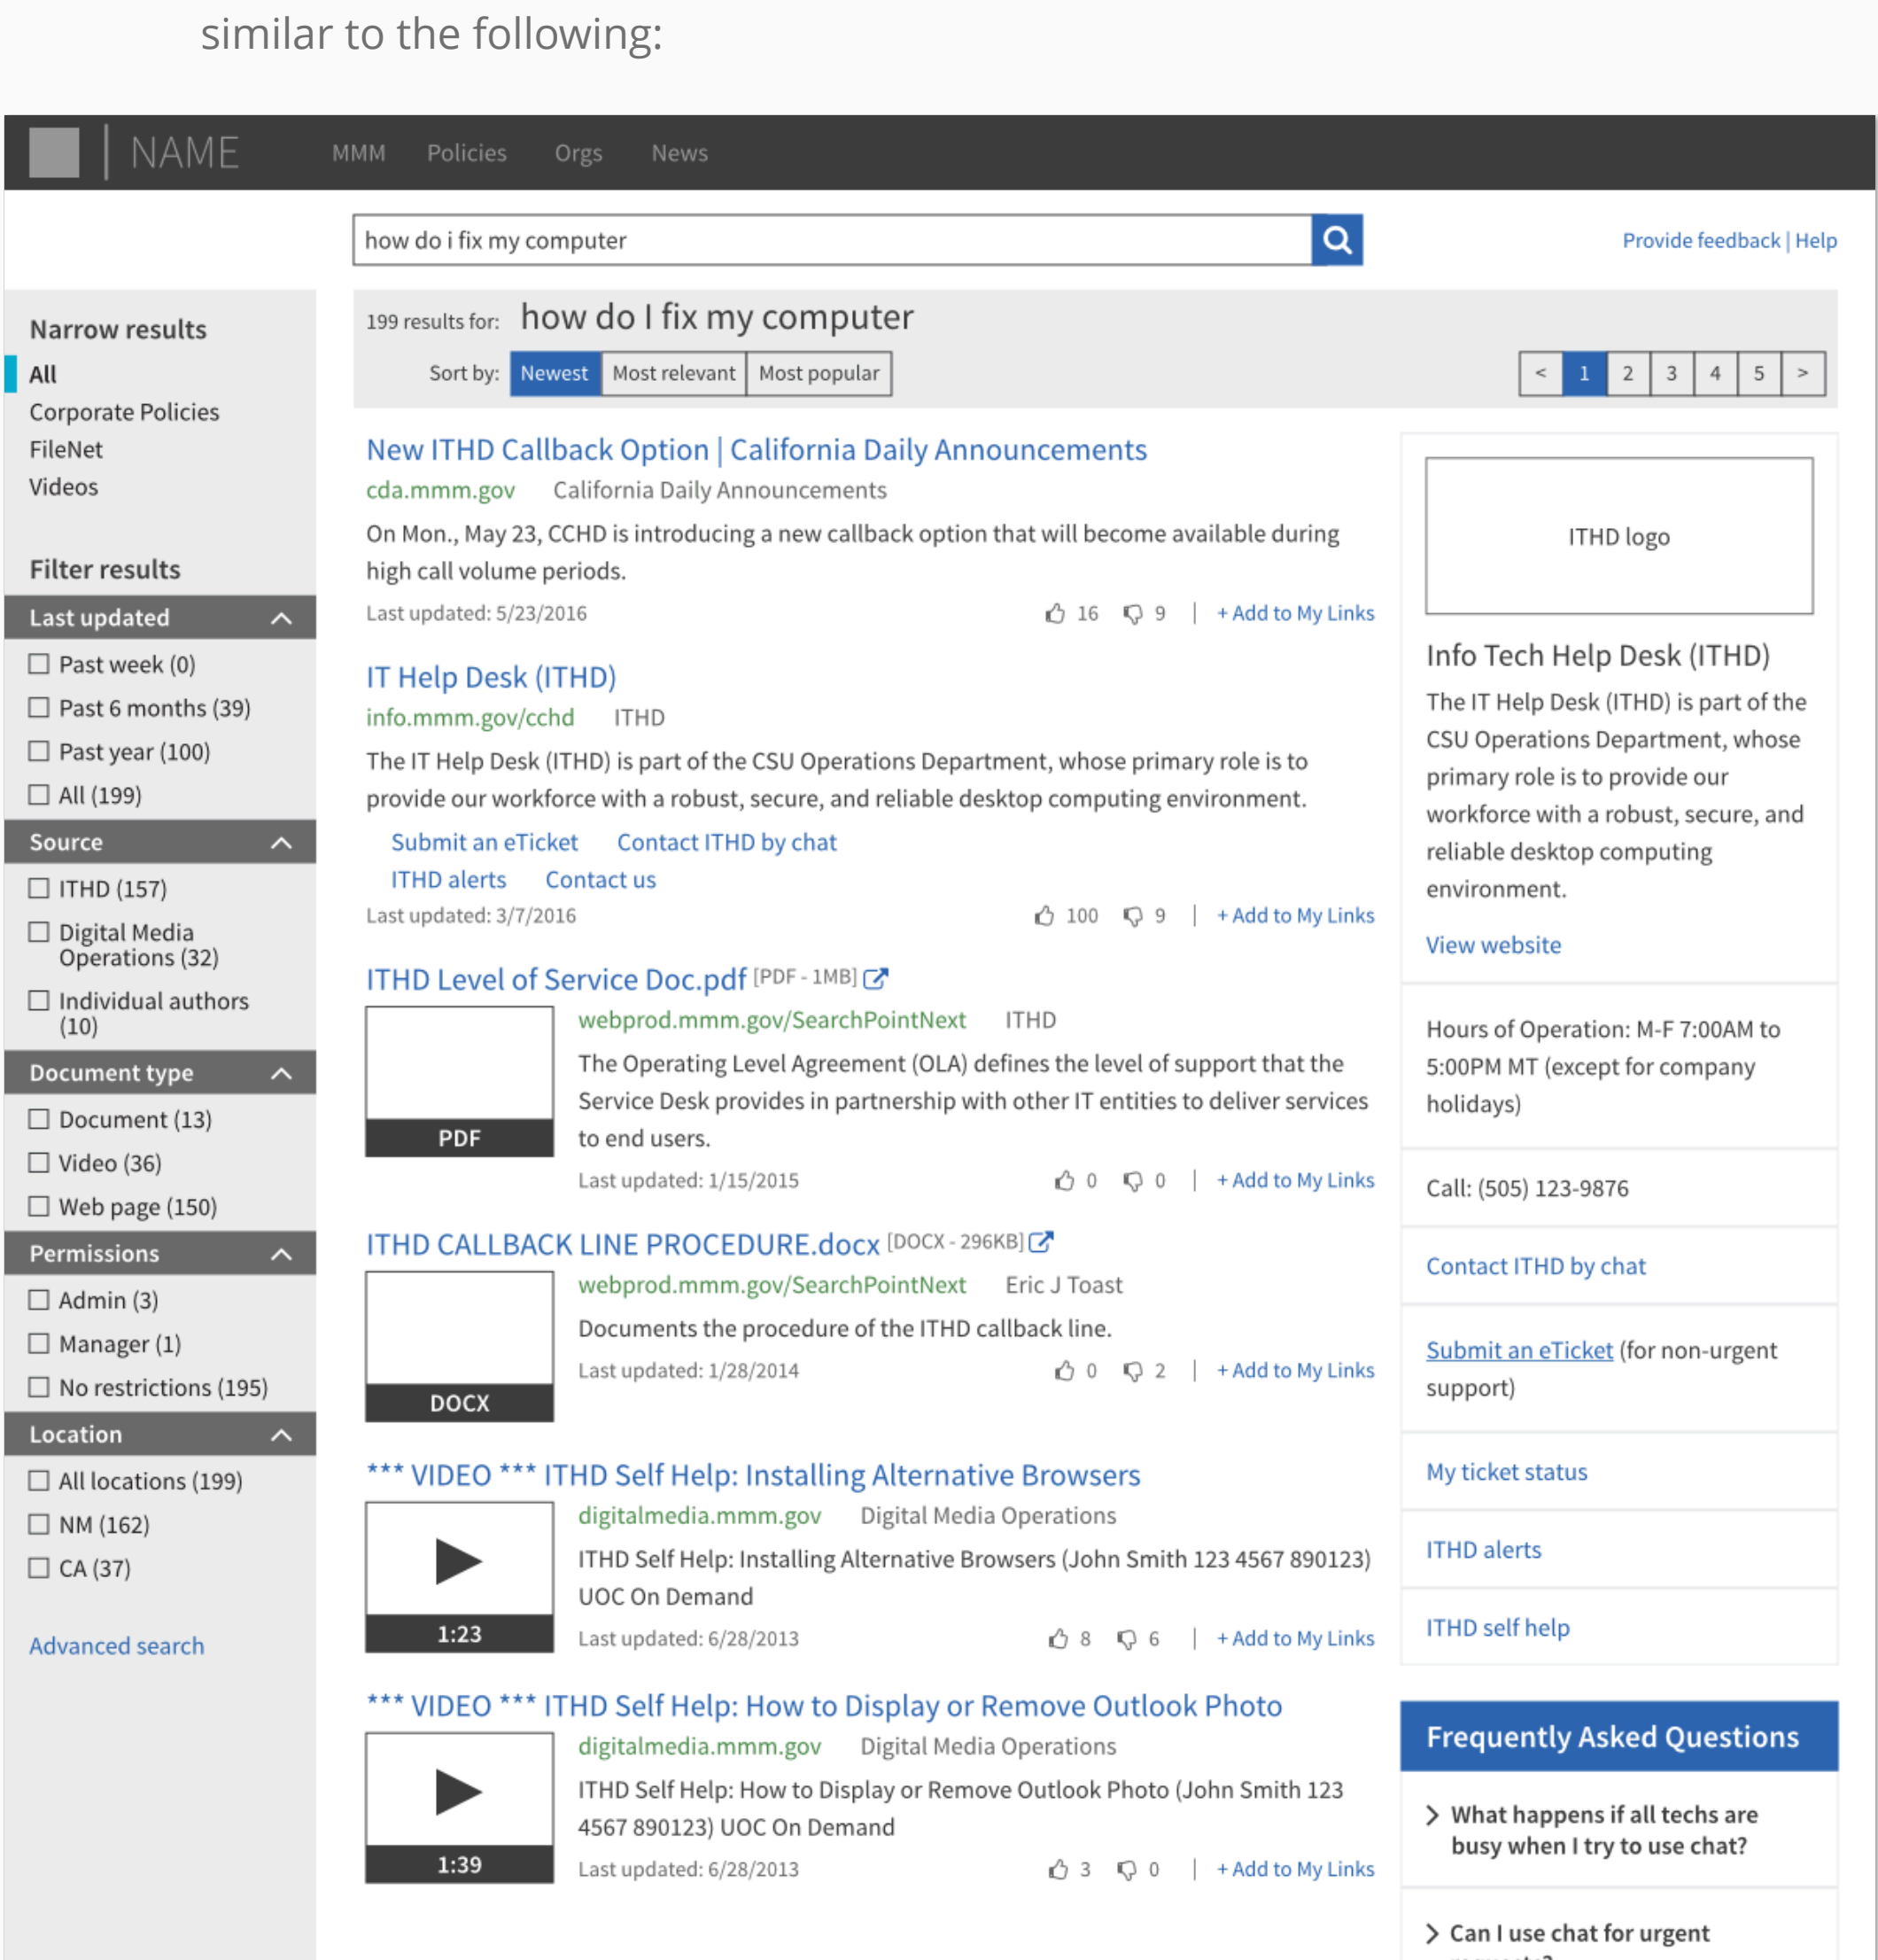 similar to the following:
NAME
MMM Policies Orgs News
how do i fix my computer
Provide feedback | Help
Narrow results
All
Corporate Policies
FileNet
Videos
Filter results
Last updated
Past week (0)
Past 6 months (39)
Past year (100)
All (199)
Source
ITHD (157)
Digital Media
Operations (32)
Individual authors
(10)
Document type
Document (13)
Video (36)
Web page (150)
Permissions
Admin (3)
Manager (1)
No restrictions (195)
Location
All locations (199)
NM (162)
CA (37)
Advanced search
199 results for: how do I fix my computer
Sort by: Newest Most relevant Most popular
< 1 2 3 4 5 >
New ITHD Callback Option | California Daily Announcements
cda.mmm.gov California Daily Announcements
On Mon., May 23, CCHD is introducing a new callback option that will become available during
high call volume periods.
Last updated: 5/23/2016 16 9 | + Add to My Links
IT Help Desk (ITHD)
info.mmm.gov/cchd ITHD
The IT Help Desk (ITHD) is part of the CSU Operations Department, whose primary role is to
provide our workforce with a robust, secure, and reliable desktop computing environment.
Submit an eTicket Contact ITHD by chat
ITHD alerts Contact us
Last updated: 3/7/2016 100 9 | + Add to My Links
ITHD Level of Service Doc.pdf [PDF - 1MB]
PDF
webprod.mmm.gov/SearchPointNext ITHD
The Operating Level Agreement (OLA) defines the level of support that the
Service Desk provides in partnership with other IT entities to deliver services
to end users.
Last updated: 1/15/2015 0 0 | + Add to My Links
ITHD CALLBACK LINE PROCEDURE.docx [DOCX - 296KB]
DOCX
webprod.mmm.gov/SearchPointNext Eric J Toast
Documents the procedure of the ITHD callback line.
Last updated: 1/28/2014 0 2 | + Add to My Links
*** VIDEO *** ITHD Self Help: Installing Alternative Browsers
1:23
digitalmedia.mmm.gov Digital Media Operations
ITHD Self Help: Installing Alternative Browsers (John Smith 123 4567 890123)
UOC On Demand
Last updated: 6/28/2013 8 6 | + Add to My Links
*** VIDEO *** ITHD Self Help: How to Display or Remove Outlook Photo
1:39
digitalmedia.mmm.gov Digital Media Operations
ITHD Self Help: How to Display or Remove Outlook Photo (John Smith 123
4567 890123) UOC On Demand
Last updated: 6/28/2013 3 0 | + Add to My Links
ITHD logo
Info Tech Help Desk (ITHD)
The IT Help Desk (ITHD) is part of the
CSU Operations Department, whose
primary role is to provide our
workforce with a robust, secure, and
reliable desktop computing
environment.
View website
Hours of Operation: M-F 7:00AM to
5:00PM MT (except for company
holidays)
Call: (505) 123-9876
Contact ITHD by chat
Submit an eTicket (for non-urgent
support)
My ticket status
ITHD alerts
ITHD self help
Frequently Asked Questions
What happens if all techs are
busy when I try to use chat?
Can I use chat for urgent